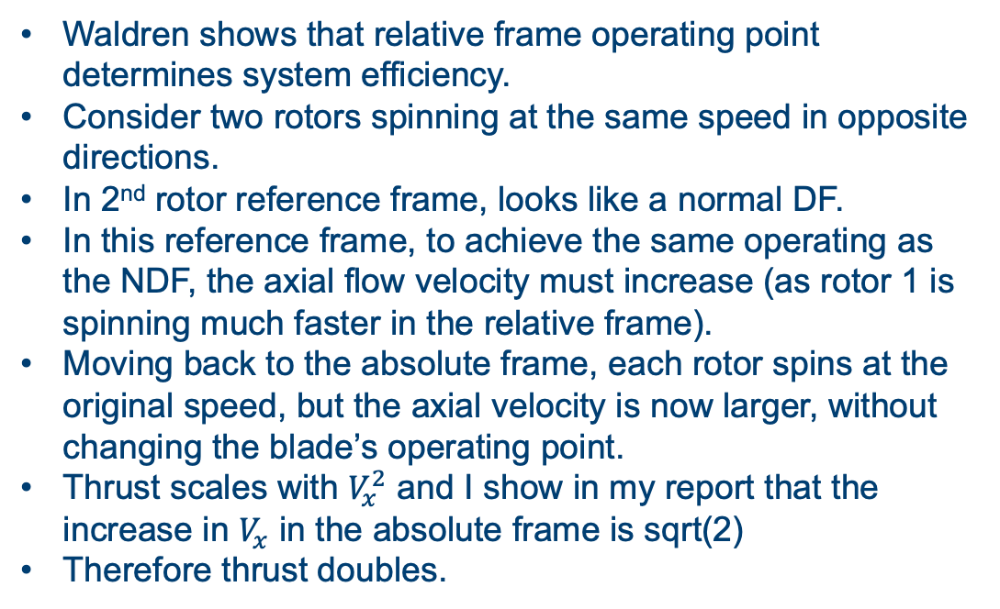 • Waldren shows that relative frame operating point
determines system efficiency.
• Consider two rotors spinning at the same speed in opposite
directions.
• In 2nd rotor reference frame, looks like a normal DF.
• In this reference frame, to achieve the same operating as
the NDF, the axial flow velocity must increase (as rotor 1 is
spinning much faster in the relative frame).
• Moving back to the absolute frame, each rotor spins at the
original speed, but the axial velocity is now larger, without
changing the blade’s operating point.
• Thrust scales with $V_x^2$ and I show in my report that the
increase in $V_x$ in the absolute frame is sqrt(2)
• Therefore thrust doubles.